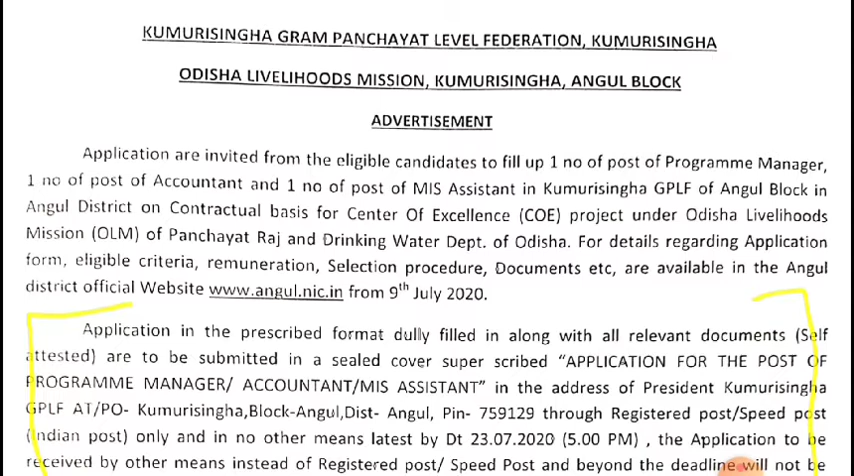 KUMURISINGHA GRAM PANCHAYAT LEVEL FEDERATION, KUMURISINGHA
ODISHA LIVELIHOODS MISSION, KUMURISINGHA, ANGUL BLOCK
ADVERTISEMENT
Application are invited from the eligible candidates to fill up 1 no of post of Programme Manager,
1 no of post of Accountant and 1 no of post of MIS Assistant in Kumurisingha GPLF of Angul Block in
Angul District on Contractual basis for Center Of Excellence (COE) project under Odisha Livelihoods
Mission (OLM) of Panchayat Raj and Drinking Water Dept. of Odisha. For details regarding Application
form, eligible criteria, remuneration, Selection procedure, Documents etc, are available in the Angul
district official Website www.angul.nic.in from 9th July 2020.
Application in the prescribed format dully filled in along with all relevant documents (Self
attested) are to be submitted in a sealed cover super scribed "APPLICATION FOR THE POST OF
PROGRAMME MANAGER/ ACCOUNTANT/MIS ASSISTANT" in the address of President Kumurisingha
GPLF AT/PO- Kumurisingha,Block-Angul,Dist- Angul, Pin- 759129 through Registered post/Speed post
(Indian post) only and in no other means latest by Dt 23.07.2020 (5.00 PM) , the Application to be
received by other means instead of Registered post/ Speed Post and beyond the deadline will not be